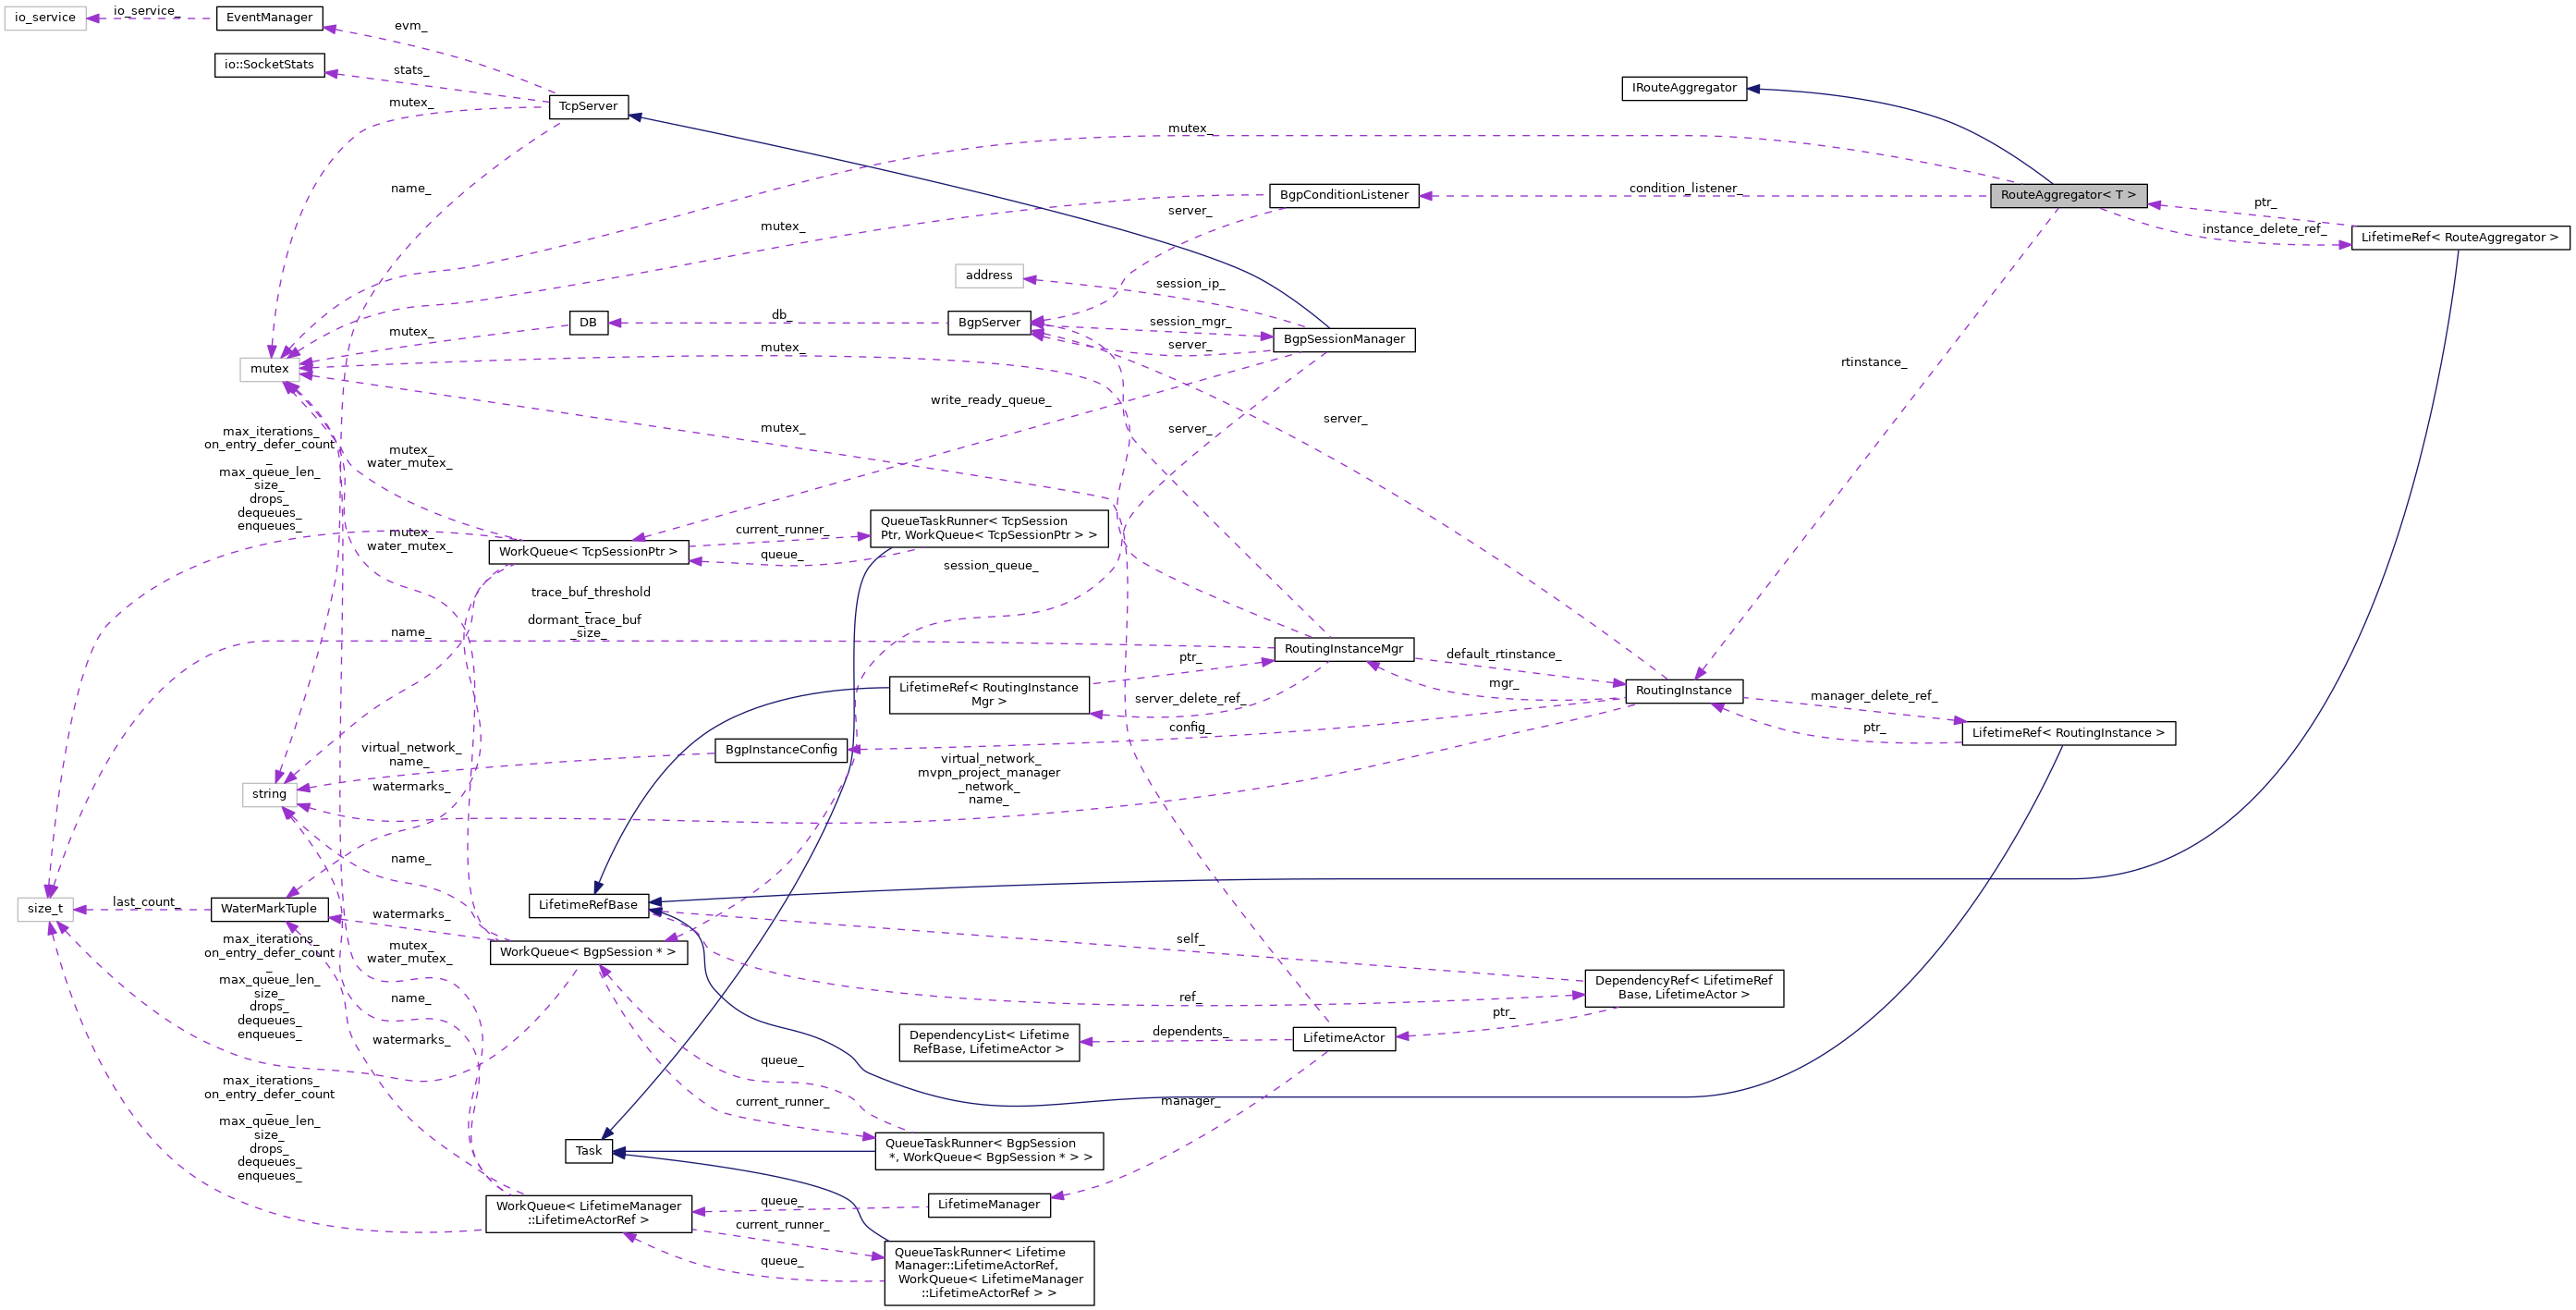 io_service
io_service_
EventManager
evm_
io::SocketStats
stats_
TcpServer
mutex_
name_
IRouteAggregator
mutex_
BgpConditionListener
condition_listener_
RouteAggregator< T >
ptr_
instance_delete_ref_
LifetimeRef< RouteAggregator >
server_
mutex_
address
session_ip_
DB
db_
BgpServer
session_mgr_
server_
BgpSessionManager
mutex_
mutex_
mutex
rtinstance_
write_ready_queue_
server_
server_
mutex_
max_iterations_
on_entry_defer_count
_
max_queue_len_
size_
drops_
dequeues_
enqueues_
mutex_
water_mutex_
mutex_
water_mutex_
WorkQueue< TcpSessionPtr >
current_runner_
queue_
QueueTaskRunner< TcpSession
Ptr, WorkQueue< TcpSessionPtr > >
session_queue_
trace_buf_threshold
_
dormant_trace_buf
_size_
name_
RoutingInstanceMgr
default_rtinstance_
mgr_
RoutingInstance
manager_delete_ref_
ptr_
LifetimeRef< RoutingInstance >
ptr_
server_delete_ref_
LifetimeRef< RoutingInstance
Mgr >
config_
BgpInstanceConfig
virtual_network_
name_
watermarks_
virtual_network_
mvpn_project_manager
_network_
name_
string
name_
size_t
last_count_
WaterMarkTuple
watermarks_
LifetimeRefBase
WorkQueue< BgpSession * >
self_
ref_
DependencyRef< LifetimeRef
Base, LifetimeActor >
ptr_
max_iterations_
on_entry_defer_count
_
max_queue_len_
size_
drops_
dequeues_
enqueues_
mutex_
water_mutex_
name_
watermarks_
DependencyList< Lifetime
RefBase, LifetimeActor >
dependents_
LifetimeActor
queue_
current_runner_
manager_
max_iterations_
on_entry_defer_count
_
max_queue_len_
size_
drops_
dequeues_
enqueues_
Task
QueueTaskRunner< BgpSession
*, WorkQueue< BgpSession * > >
WorkQueue< LifetimeManager
::LifetimeActorRef >
queue_
LifetimeManager
current_runner_
queue_
QueueTaskRunner< Lifetime
Manager::LifetimeActorRef,
WorkQueue< LifetimeManager
::LifetimeActorRef > >